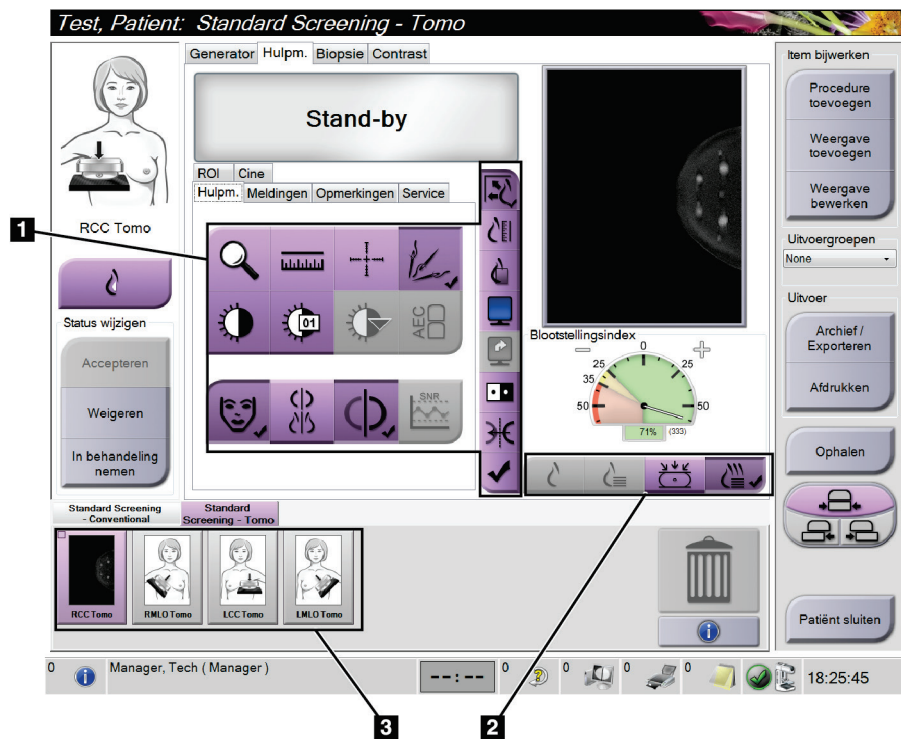 Test, Patient: Standard Screening - Tomo
Generator Hulpm. Biopsie Contrast
Stand-by
ROI Cine
Hulpm. Meldingen Opmerkingen Service
01
AEC
SNR
RCC Tomo
Status wijzigen
Accepteren
Weigeren
In behandeling
nemen
Blootstellingsindex
0
25 25
35
50 50
71% (333)
Item bijwerken
Procedure
toevoegen
Weergave
toevoegen
Weergave
bewerken
Uitvoergroepen
None
Uitvoer
Archief /
Exporteren
Afdrukken
Ophalen
Patiënt sluiten
Standard Screening
- Conventional
Standard
Screening - Tomo
RCC Tomo
RMLO Tomo
LCC Tomo
LMLO Tomo
0 Manager, Tech ( Manager ) --:-- 0 0 0 0 18:25:45
1
3
2